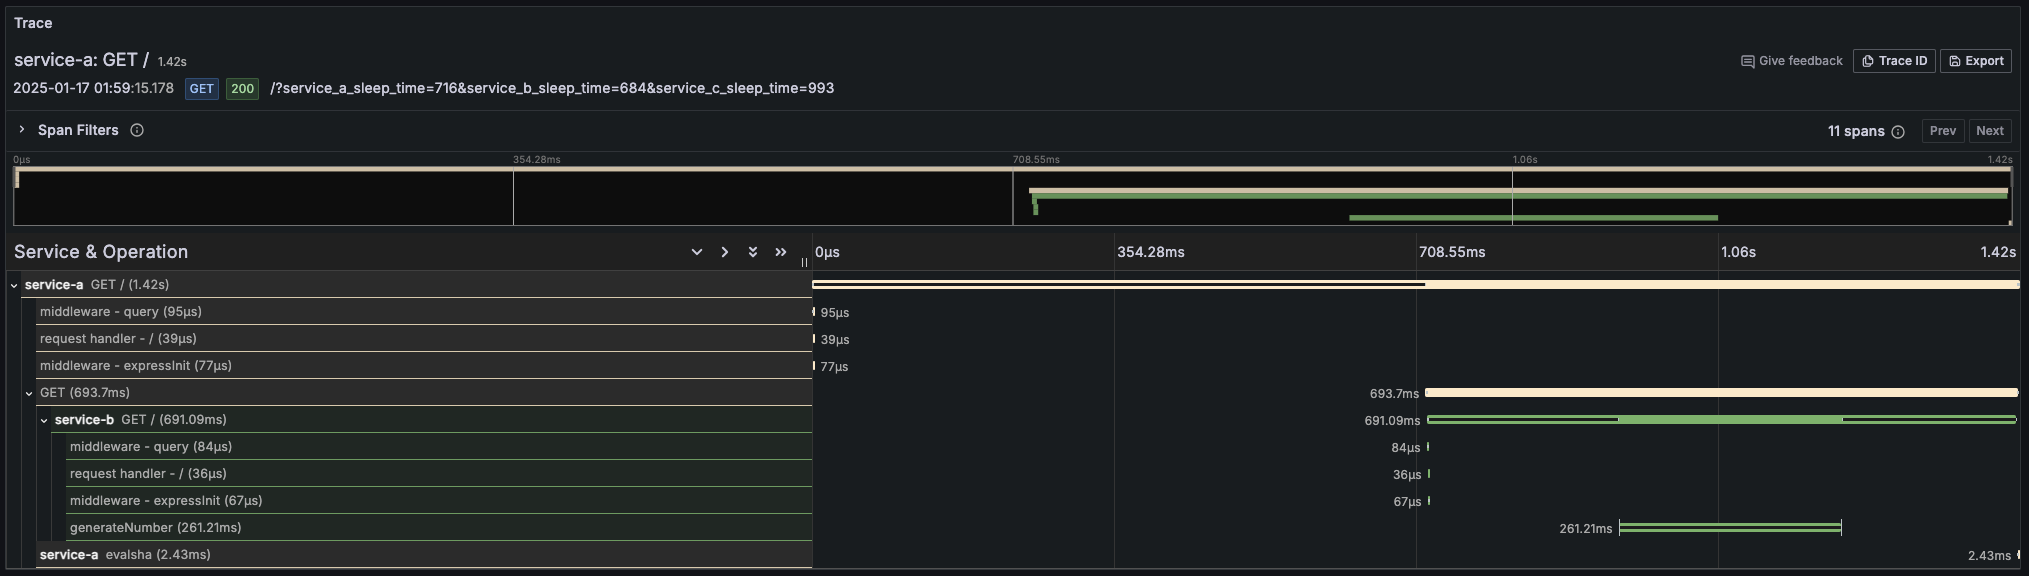 Trace
service-a: GET / 1.42s
Give feedback Trace ID Export
2025-01-17 01:59:15.178 GET 200 /?service_a_sleep_time=716&service_b_sleep_time=684&service_c_sleep_time=993
Span Filters 11 spans Prev Next
0μs 354.28ms 708.55ms 1.06s 1.42s
Service & Operation 0μs 354.28ms 708.55ms 1.06s 1.42s
service-a GET / (1.42s)
middleware - query (95μs) 95μs
request handler - / (39μs) 39μs
middleware - expressInit (77μs) 77μs
GET (693.7ms) 693.7ms
service-b GET / (691.09ms) 691.09ms
middleware - query (84μs) 84μs
request handler - / (36μs) 36μs
middleware - expressInit (67μs) 67μs
generateNumber (261.21ms) 261.21ms
service-a evalsha (2.43ms) 2.43ms